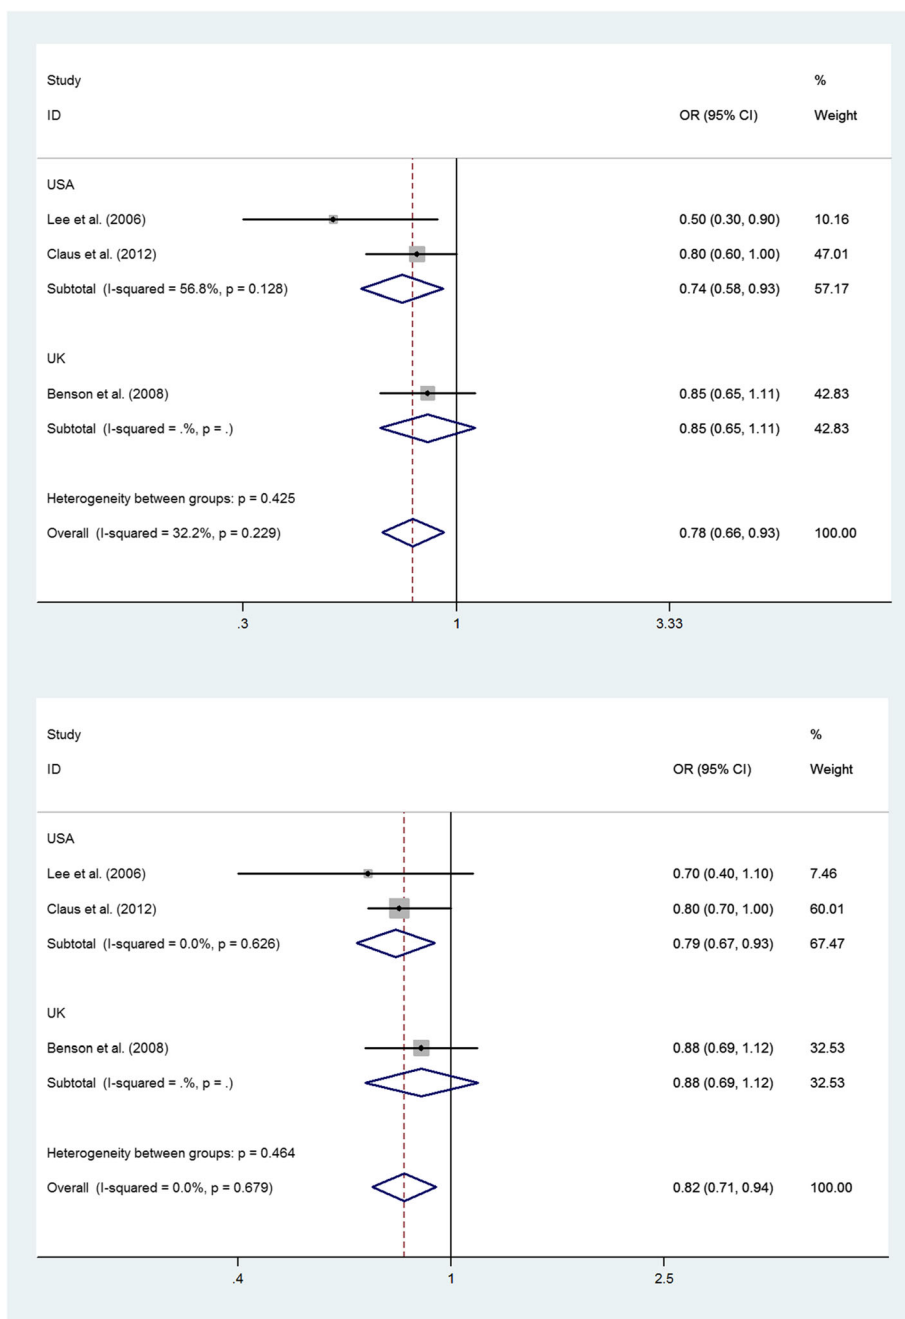 Study %
ID OR (95% CI) Weight
USA
Lee et al. (2006) 0.50 (0.30, 0.90) 10.16
Claus et al. (2012) 0.80 (0.60, 1.00) 47.01
Subtotal (I-squared = 56.8%, p = 0.128) 0.74 (0.58, 0.93) 57.17
UK
Benson et al. (2008) 0.85 (0.65, 1.11) 42.83
Subtotal (I-squared = .%, p = .) 0.85 (0.65, 1.11) 42.83
Heterogeneity between groups: p = 0.425
Overall (I-squared = 32.2%, p = 0.229) 0.78 (0.66, 0.93) 100.00
.3 1 3.33
Study %
ID OR (95% CI) Weight
USA
Lee et al. (2006) 0.70 (0.40, 1.10) 7.46
Claus et al. (2012) 0.80 (0.70, 1.00) 60.01
Subtotal (I-squared = 0.0%, p = 0.626) 0.79 (0.67, 0.93) 67.47
UK
Benson et al. (2008) 0.88 (0.69, 1.12) 32.53
Subtotal (I-squared = .%, p = .) 0.88 (0.69, 1.12) 32.53
Heterogeneity between groups: p = 0.464
Overall (I-squared = 0.0%, p = 0.679) 0.82 (0.71, 0.94) 100.00
.4 1 2.5